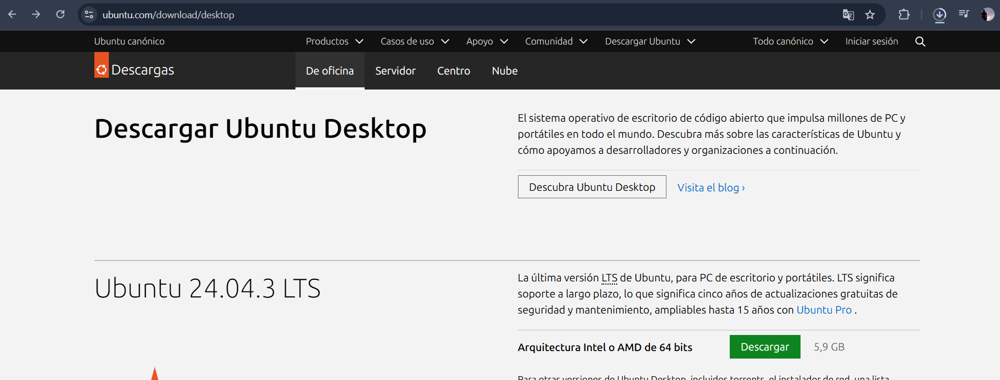 ubuntu.com/download/desktop
Ubuntu canónico
Productos
Casos de uso
Apoyo
Comunidad
Descargar Ubuntu
Todo canónico
Iniciar sesión
Descargas
De oficina
Servidor
Centro
Nube
Descargar Ubuntu Desktop
El sistema operativo de escritorio de código abierto que impulsa millones de PC y
portátiles en todo el mundo. Descubra más sobre las características de Ubuntu y
cómo apoyamos a desarrolladores y organizaciones a continuación.
Descubra Ubuntu Desktop
Visita el blog ›
Ubuntu 24.04.3 LTS
La última versión LTS de Ubuntu, para PC de escritorio y portátiles. LTS significa
soporte a largo plazo, lo que significa cinco años de actualizaciones gratuitas de
seguridad y mantenimiento, ampliables hasta 15 años con Ubuntu Pro .
Arquitectura Intel o AMD de 64 bits
Descargar
5,9 GB
Para otras versiones de Ubuntu Desktop, incluidos torrents, el instalador de red, una lista